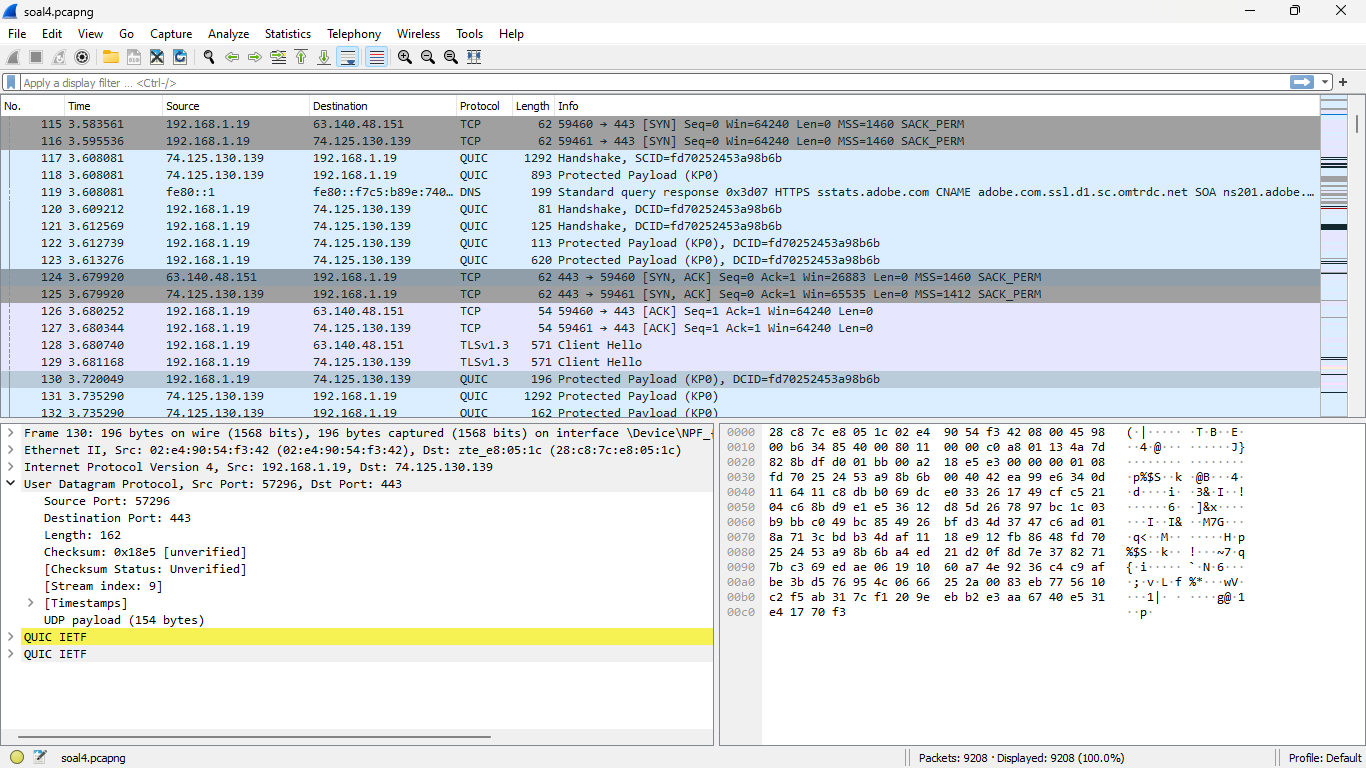 soal4.pcapng
File Edit View Go Capture Analyze Statistics Telephony Wireless Tools Help
Apply a display filter ... <Ctrl-/>
No. Time Source Destination Protocol Length Info
115 3.583561 192.168.1.19 63.140.48.151 TCP 62 59460 → 443 [SYN] Seq=0 Win=64240 Len=0 MSS=1460 SACK_PERM
116 3.595536 192.168.1.19 74.125.130.139 TCP 62 59461 → 443 [SYN] Seq=0 Win=64240 Len=0 MSS=1460 SACK_PERM
117 3.608081 74.125.130.139 192.168.1.19 QUIC 1292 Handshake, SCID=fd70252453a98b6b
118 3.608081 74.125.130.139 192.168.1.19 QUIC 893 Protected Payload (KP0)
119 3.608081 fe80::1 fe80::f7c5:b89e:740… DNS 199 Standard query response 0x3d07 HTTPS sstats.adobe.com CNAME adobe.com.ssl.d1.sc.omtrdc.net SOA ns201.adobe.…
120 3.609212 192.168.1.19 74.125.130.139 QUIC 81 Handshake, DCID=fd70252453a98b6b
121 3.612569 192.168.1.19 74.125.130.139 QUIC 125 Handshake, DCID=fd70252453a98b6b
122 3.612739 192.168.1.19 74.125.130.139 QUIC 113 Protected Payload (KP0), DCID=fd70252453a98b6b
123 3.613276 192.168.1.19 74.125.130.139 QUIC 620 Protected Payload (KP0), DCID=fd70252453a98b6b
124 3.679920 63.140.48.151 192.168.1.19 TCP 62 443 → 59460 [SYN, ACK] Seq=0 Ack=1 Win=26883 Len=0 MSS=1460 SACK_PERM
125 3.679920 74.125.130.139 192.168.1.19 TCP 62 443 → 59461 [SYN, ACK] Seq=0 Ack=1 Win=65535 Len=0 MSS=1412 SACK_PERM
126 3.680252 192.168.1.19 63.140.48.151 TCP 54 59460 → 443 [ACK] Seq=1 Ack=1 Win=64240 Len=0
127 3.680344 192.168.1.19 74.125.130.139 TCP 54 59461 → 443 [ACK] Seq=1 Ack=1 Win=64240 Len=0
128 3.680740 192.168.1.19 63.140.48.151 TLSv1.3 571 Client Hello
129 3.681168 192.168.1.19 74.125.130.139 TLSv1.3 571 Client Hello
130 3.720049 192.168.1.19 74.125.130.139 QUIC 196 Protected Payload (KP0), DCID=fd70252453a98b6b
131 3.735290 74.125.130.139 192.168.1.19 QUIC 1292 Protected Payload (KP0)
132 3.735290 74.125.130.139 192.168.1.19 QUIC 162 Protected Payload (KP0)
Frame 130: 196 bytes on wire (1568 bits), 196 bytes captured (1568 bits) on interface \Device\NPF_
Ethernet II, Src: 02:e4:90:54:f3:42 (02:e4:90:54:f3:42), Dst: zte_e8:05:1c (28:c8:7c:e8:05:1c)
Internet Protocol Version 4, Src: 192.168.1.19, Dst: 74.125.130.139
User Datagram Protocol, Src Port: 57296, Dst Port: 443
Source Port: 57296
Destination Port: 443
Length: 162
Checksum: 0x18e5 [unverified]
[Checksum Status: Unverified]
[Stream index: 9]
[Timestamps]
UDP payload (154 bytes)
QUIC IETF
QUIC IETF
0000 28 c8 7c e8 05 1c 02 e4 90 54 f3 42 08 00 45 98 (·|····· ·T·B··E·
0010 00 b6 34 85 40 00 80 11 00 00 c0 a8 01 13 4a 7d ··4·@··· ······J}
0020 82 8b df d0 01 bb 00 a2 18 e5 e3 00 00 00 01 08 ········ ········
0030 fd 70 25 24 53 a9 8b 6b 00 40 42 ea 99 e6 34 0d ·p%$S··k ·@B···4·
0040 11 64 11 c8 db b0 69 dc e0 33 26 17 49 cf c5 21 ·d····i· ·3&·I··!
0050 04 c6 8b d9 e1 e5 36 12 d8 5d 26 78 97 bc 1c 03 ······6· ·]&x····
0060 b9 bb c0 49 bc 85 49 26 bf d3 4d 37 47 c6 ad 01 ···I··I& ··M7G···
0070 8a 71 3c bd b3 4d af 11 18 e9 12 fb 86 48 fd 70 ·q<··M·· ·····H·p
0080 25 24 53 a9 8b 6b a4 ed 21 d2 0f 8d 7e 37 82 71 %$S··k·· !···~7·q
0090 7b c3 69 ed ae 06 19 10 60 a7 4e 92 36 c4 c9 af {·i····· `·N·6···
00a0 be 3b d5 76 95 4c 06 66 25 2a 00 83 eb 77 56 10 ·;·v·L·f %*···wV·
00b0 c2 f5 ab 31 7c f1 20 9e eb b2 e3 aa 67 40 e5 31 ···1|· · ····g@·1
00c0 e4 17 70 f3 ··p·
soal4.pcapng
Packets: 9208 · Displayed: 9208 (100.0%)
Profile: Default